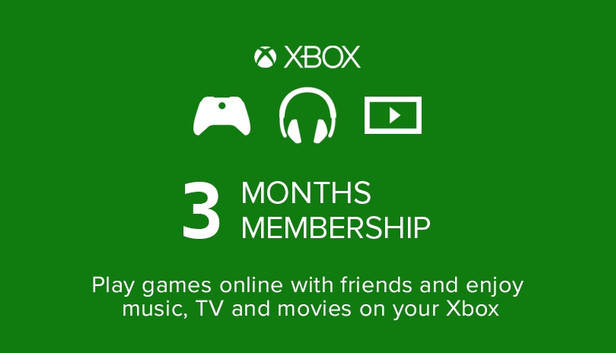 XBOX
3 MONTHS
MEMBERSHIP
Play games online with friends and enjoy
music, TV and movies on your Xbox